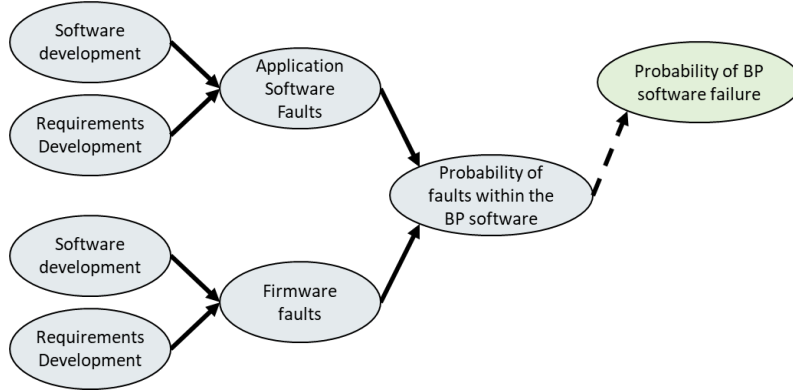 Software
development
Requirements
Development
Application
Software
Faults
Probability of
faults within the
BP software
Probability of BP
software failure
Software
development
Requirements
Development
Firmware
faults